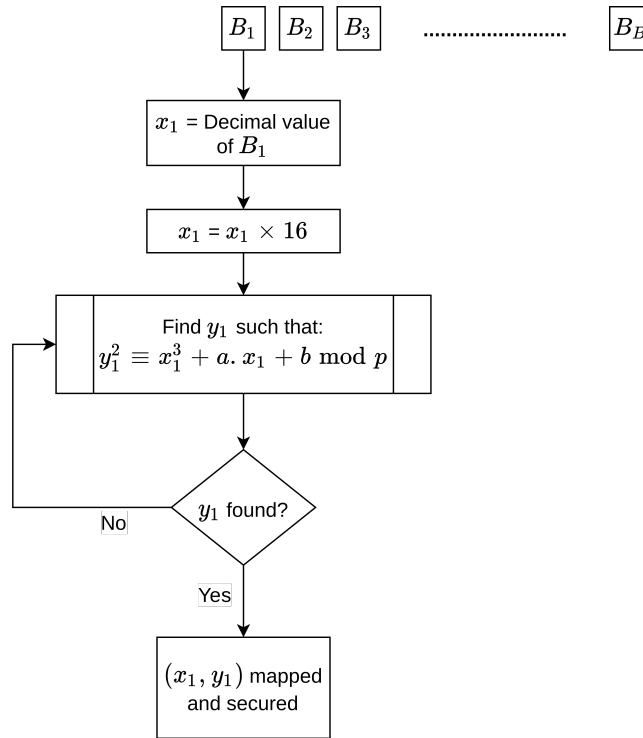 B₁ B₂ B₃ ........................... B_B
x₁ = Decimal value
of B₁
x₁ = x₁ × 16
Find y₁ such that:
y₁² ≡ x₁³ + a. x₁ + b mod p
y₁ found?
No
Yes
(x₁, y₁) mapped
and secured